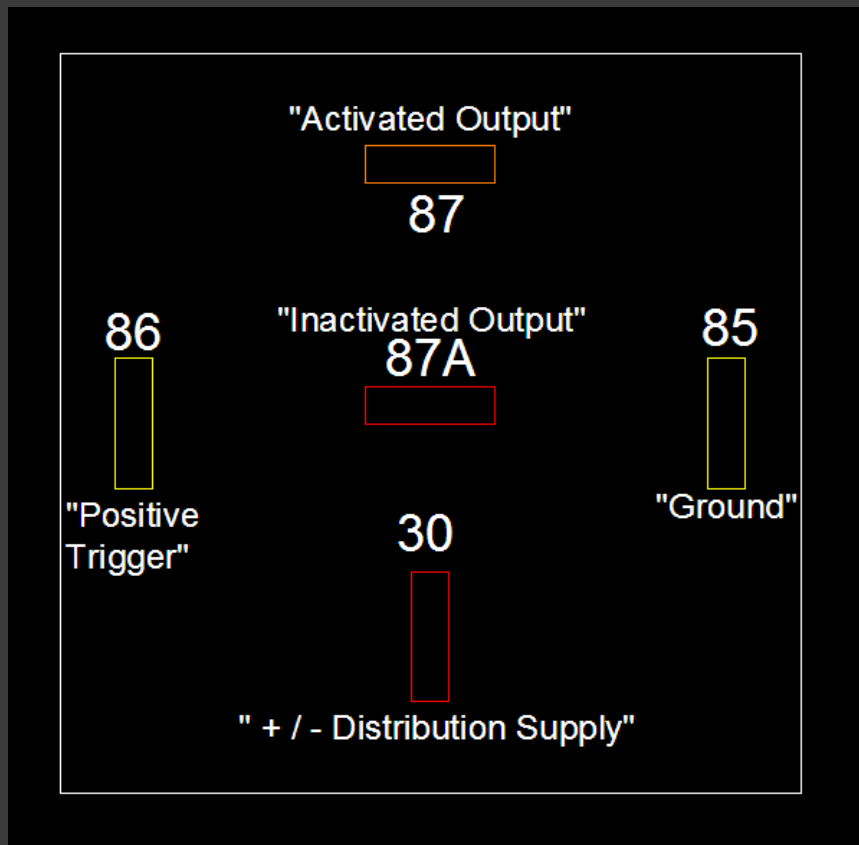 "Activated Output"
87
"Inactivated Output"
86
87A
85
"Positive
Trigger"
"Ground"
30
" + / - Distribution Supply"